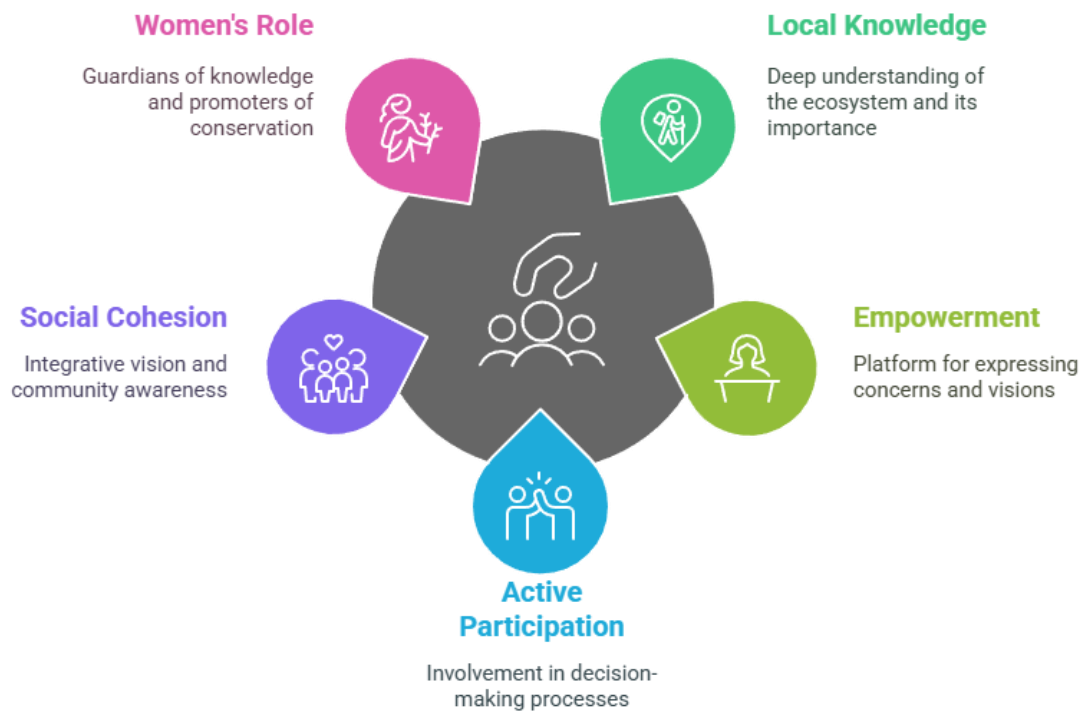 Women's Role
Guardians of knowledge
and promoters of
conservation
Local Knowledge
Deep understanding of
the ecosystem and its
importance
Social Cohesion
Integrative vision and
community awareness
Empowerment
Platform for expressing
concerns and visions
Active
Participation
Involvement in decision-
making processes